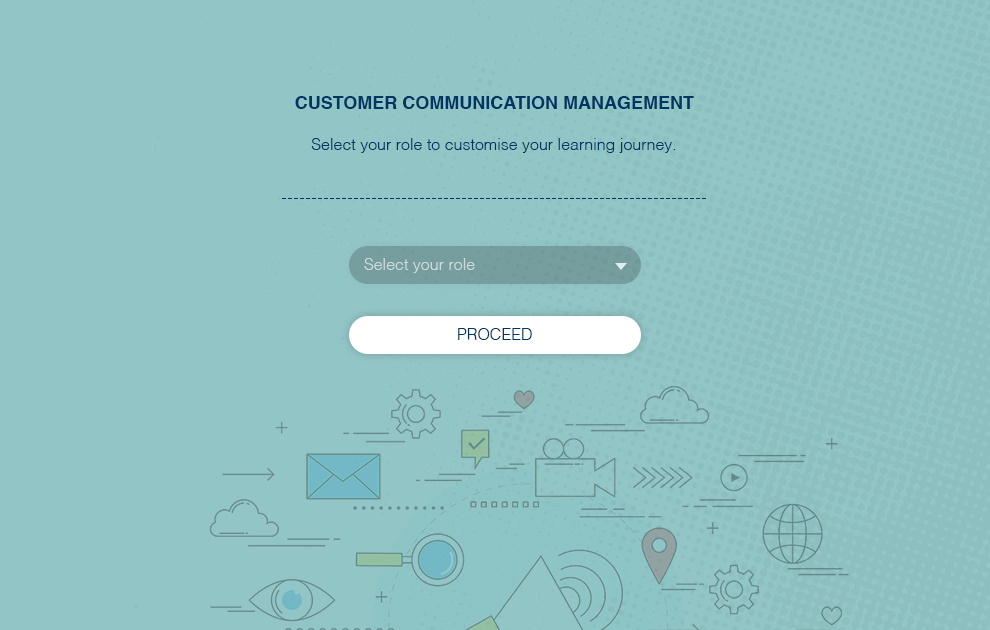 CUSTOMER COMMUNICATION MANAGEMENT
Select your role to customise your learning journey.
Select your role
PROCEED